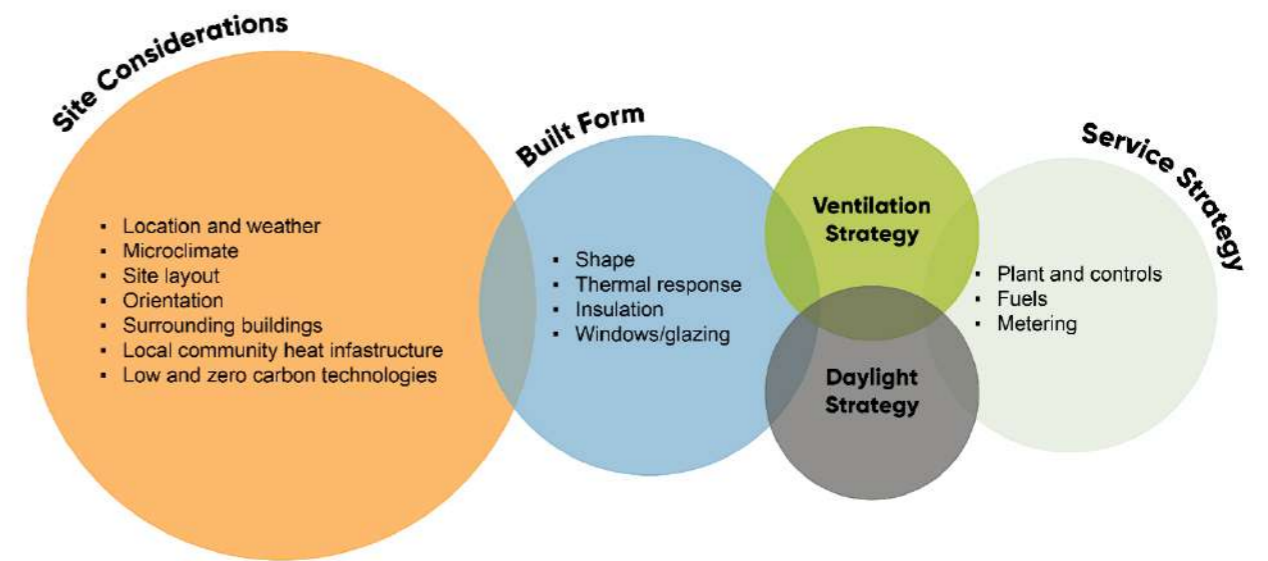 Site Considerations
▪ Location and weather
▪ Microclimate
▪ Site layout
▪ Orientation
▪ Surrounding buildings
▪ Local community heat infastructure
▪ Low and zero carbon technologies
Built Form
▪ Shape
▪ Thermal response
▪ Insulation
▪ Windows/glazing
Ventilation
Strategy
Daylight
Strategy
Service Strategy
▪ Plant and controls
▪ Fuels
▪ Metering